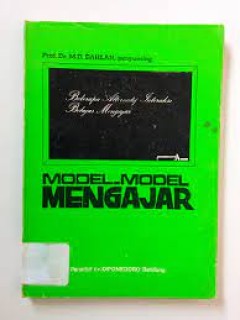 Prof. Dr. M.D. DAHLAN, penyunting
Beberapa Alternatif Interaksi
Belajar Mengajar
MODEL-MODEL
MENGAJAR
Penerbit CV. DIPONEGORO Bandung